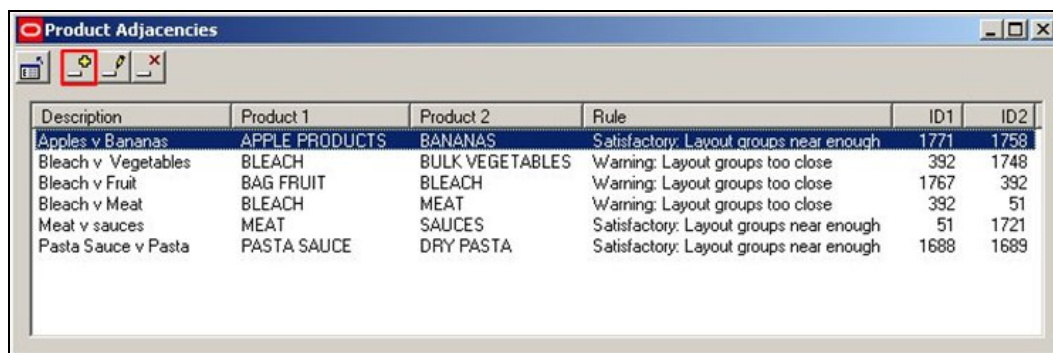 Product Adjacencies
Description Product 1 Product 2 Rule ID1 ID2
Apples v Bananas APPLE PRODUCTS BANANAS Satisfactory: Layout groups near enough 1771 1758
Bleach v Vegetables BLEACH BULK VEGETABLES Warning: Layout groups too close 392 1748
Bleach v Fruit BAG FRUIT BLEACH Warning: Layout groups too close 1767 392
Bleach v Meat BLEACH MEAT Warning: Layout groups too close 392 51
Meat v sauces MEAT SAUCES Satisfactory: Layout groups near enough 51 1721
Pasta Sauce v Pasta PASTA SAUCE DRY PASTA Satisfactory: Layout groups near enough 1688 1689